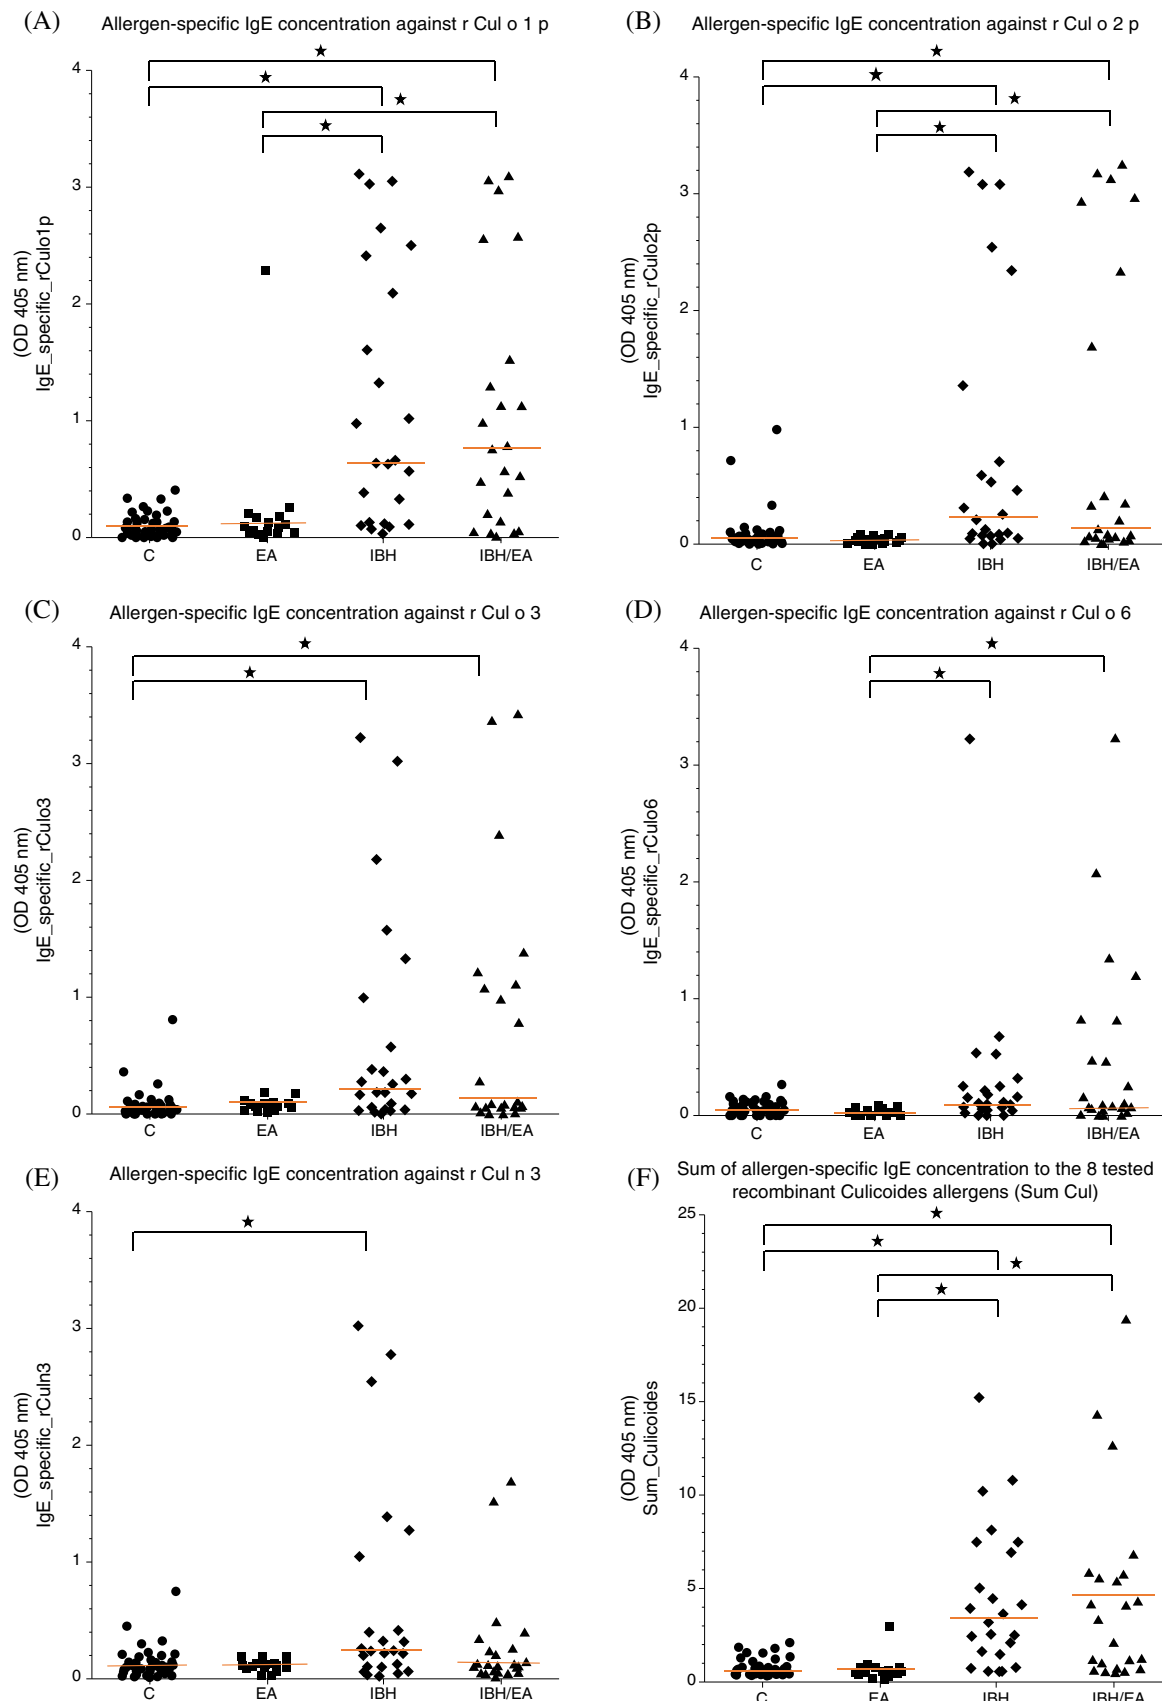 (A) Allergen-specific IgE concentration against r Cul o 1 p
(OD 405 nm)
IgE_specific_rCulo1p
4
3
2
1
0
C EA IBH IBH/EA
(B) Allergen-specific IgE concentration against r Cul o 2 p
(OD 405 nm)
IgE_specific_rCulo2p
4
3
2
1
0
C EA IBH IBH/EA
(C) Allergen-specific IgE concentration against r Cul o 3
(OD 405 nm)
IgE_specific_rCulo3
4
3
2
1
0
C EA IBH IBH/EA
(D) Allergen-specific IgE concentration against r Cul o 6
(OD 405 nm)
IgE_specific_rCulo6
4
3
2
1
0
C EA IBH IBH/EA
(E) Allergen-specific IgE concentration against r Cul n 3
(OD 405 nm)
IgE_specific_rCuln3
4
3
2
1
0
C EA IBH IBH/EA
(F) Sum of allergen-specific IgE concentration to the 8 tested
recombinant Culicoides allergens (Sum Cul)
(OD 405 nm)
Sum_Culicoides
25
20
15
10
5
0
C EA IBH IBH/EA